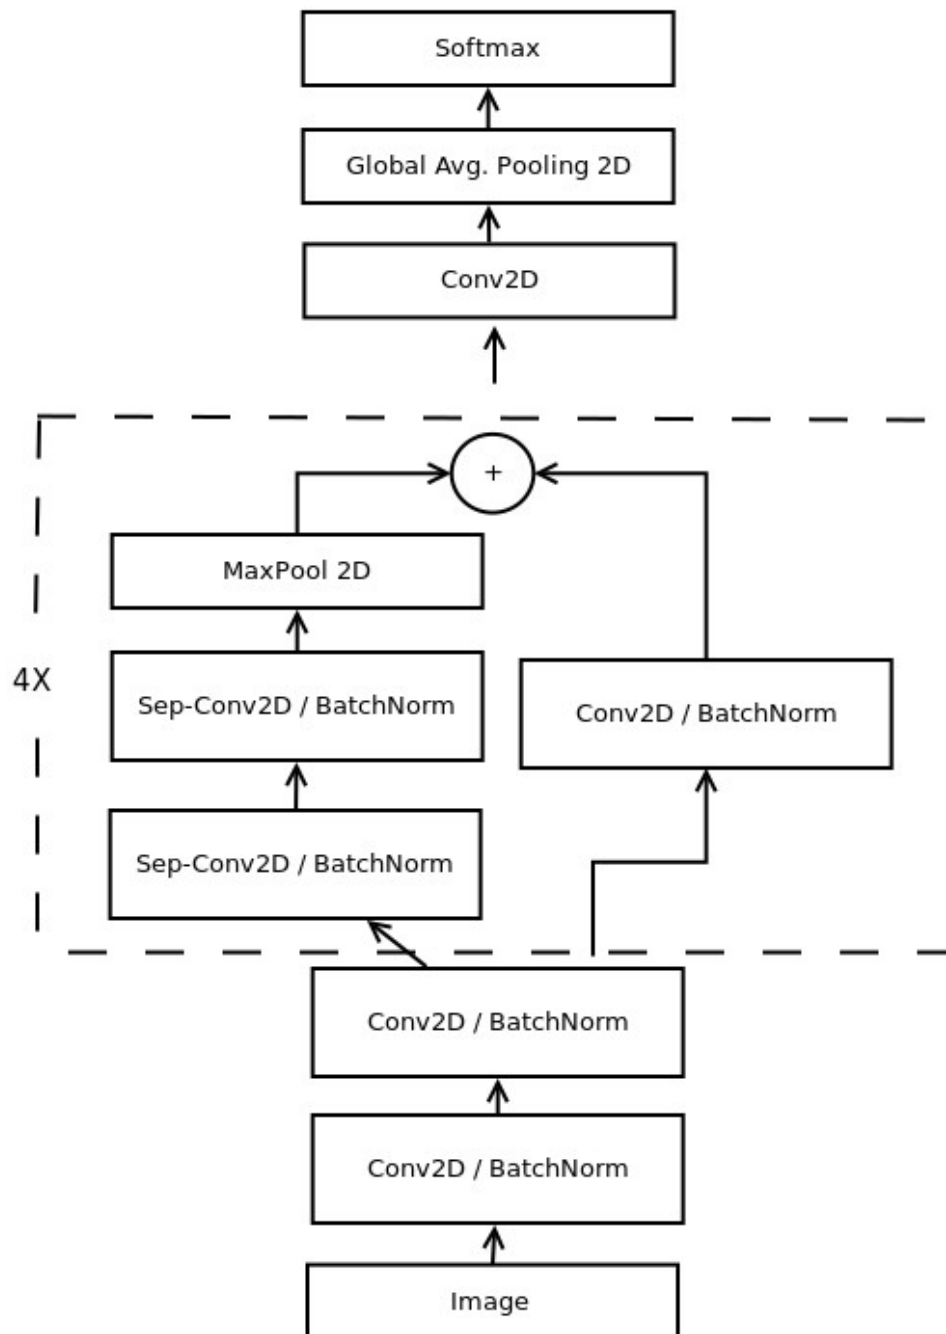 Softmax
Global Avg. Pooling 2D
Conv2D
+
MaxPool 2D
4X
Sep-Conv2D / BatchNorm
Conv2D / BatchNorm
Sep-Conv2D / BatchNorm
Conv2D / BatchNorm
Conv2D / BatchNorm
Image